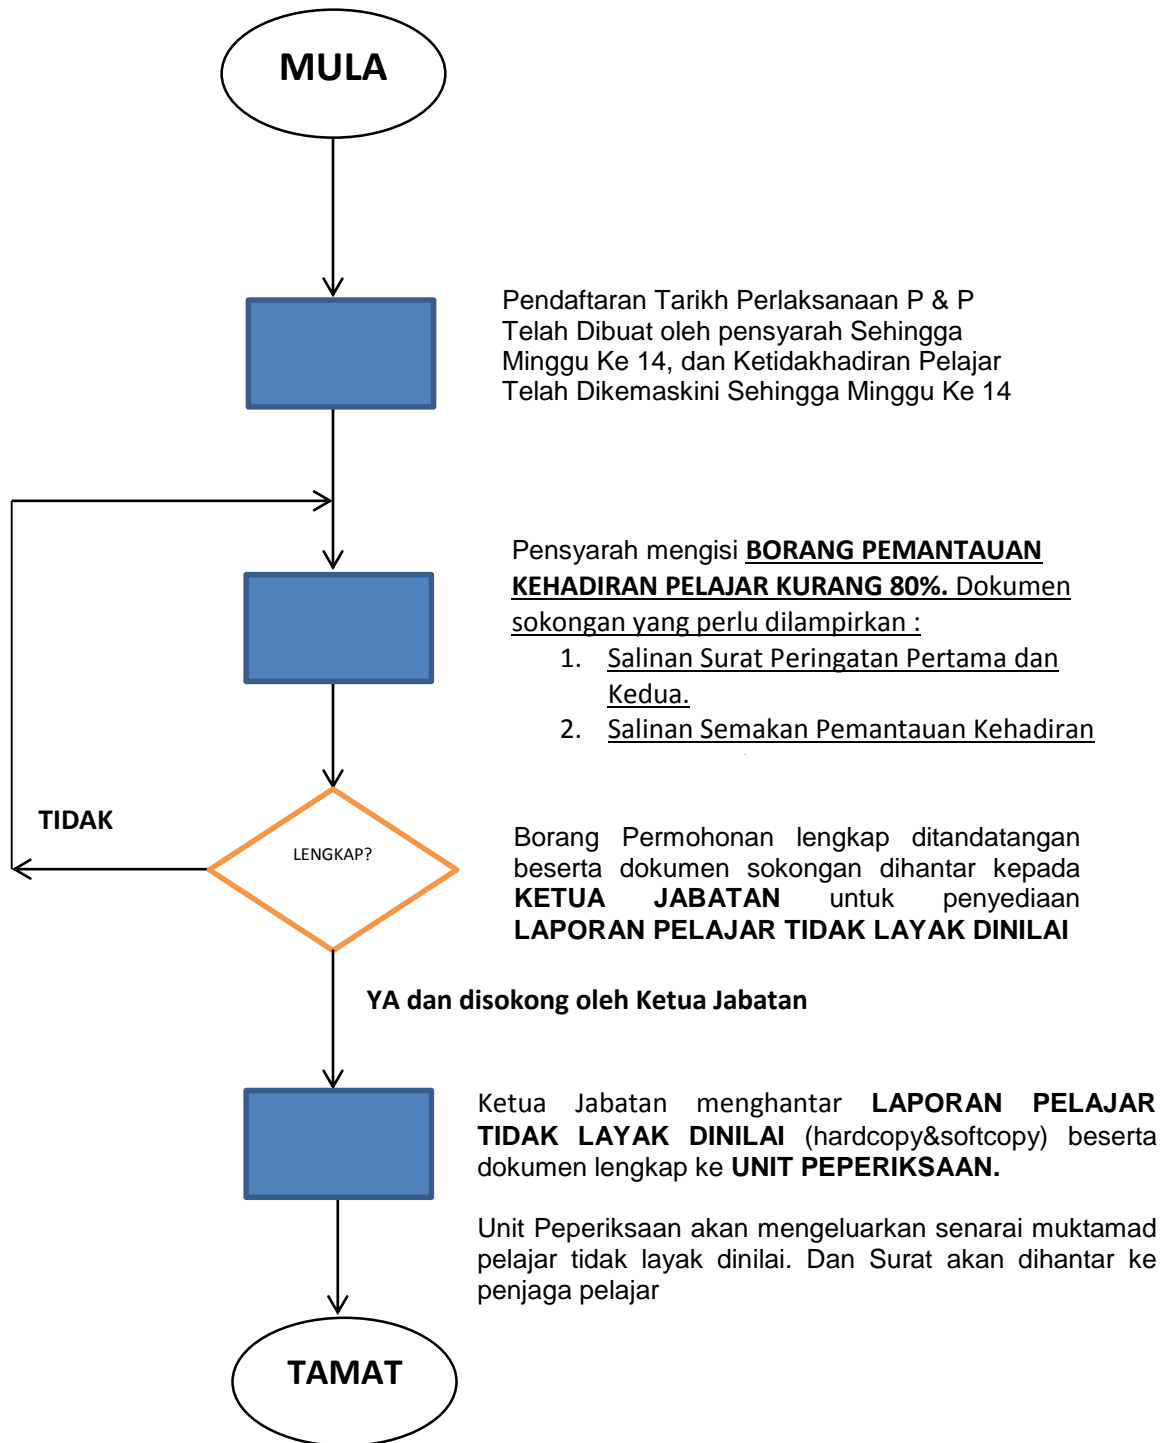 MULA
Pendaftaran Tarikh Perlaksanaan P & P
Telah Dibuat oleh pensyarah Sehingga
Minggu Ke 14, dan Ketidakhadiran Pelajar
Telah Dikemaskini Sehingga Minggu Ke 14
Pensyarah mengisi BORANG PEMANTAUAN
KEHADIRAN PELAJAR KURANG 80%. Dokumen
sokongan yang perlu dilampirkan :
1. Salinan Surat Peringatan Pertama dan
Kedua.
2. Salinan Semakan Pemantauan Kehadiran
TIDAK
LENGKAP?
Borang Permohonan lengkap ditandatangan
beserta dokumen sokongan dihantar kepada
KETUA JABATAN untuk penyediaan
LAPORAN PELAJAR TIDAK LAYAK DINILAI
YA dan disokong oleh Ketua Jabatan
Ketua Jabatan menghantar LAPORAN PELAJAR
TIDAK LAYAK DINILAI (hardcopy&softcopy) beserta
dokumen lengkap ke UNIT PEPERIKSAAN.
Unit Peperiksaan akan mengeluarkan senarai muktamad
pelajar tidak layak dinilai. Dan Surat akan dihantar ke
penjaga pelajar
TAMAT